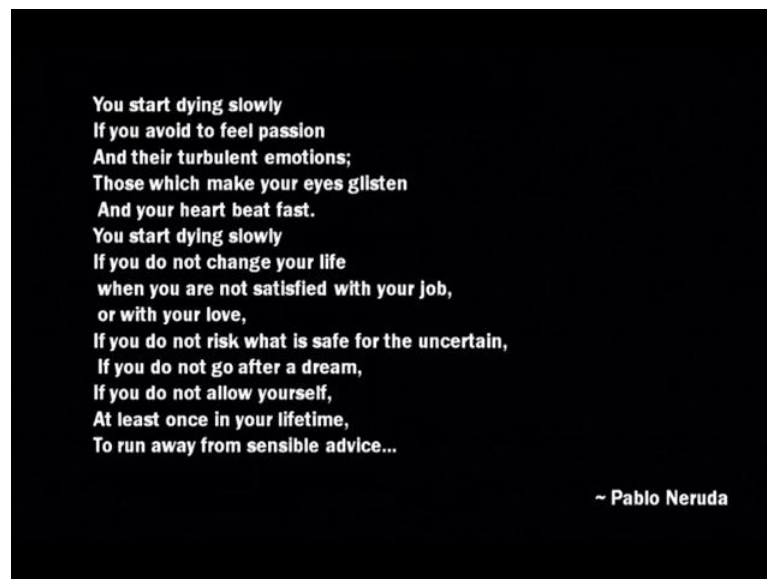 You start dying slowly
If you avoid to feel passion
And their turbulent emotions;
Those which make your eyes glisten
And your heart beat fast.
You start dying slowly
If you do not change your life
when you are not satisfied with your job,
or with your love,
If you do not risk what is safe for the uncertain,
If you do not go after a dream,
If you do not allow yourself,
At least once in your lifetime,
To run away from sensible advice...
~ Pablo Neruda